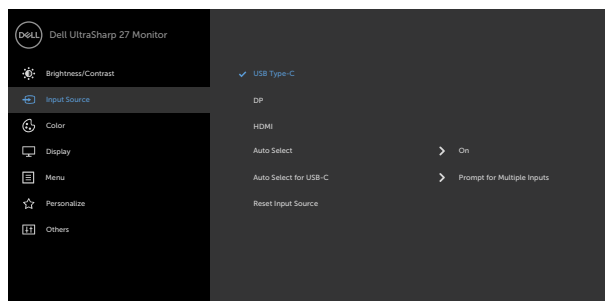 DELL Dell UltraSharp 27 Monitor
Brightness/Contrast
Input Source
Color
Display
Menu
Personalize
Others
USB Type-C
DP
HDMI
Auto Select On
Auto Select for USB-C Prompt for Multiple Inputs
Reset Input Source